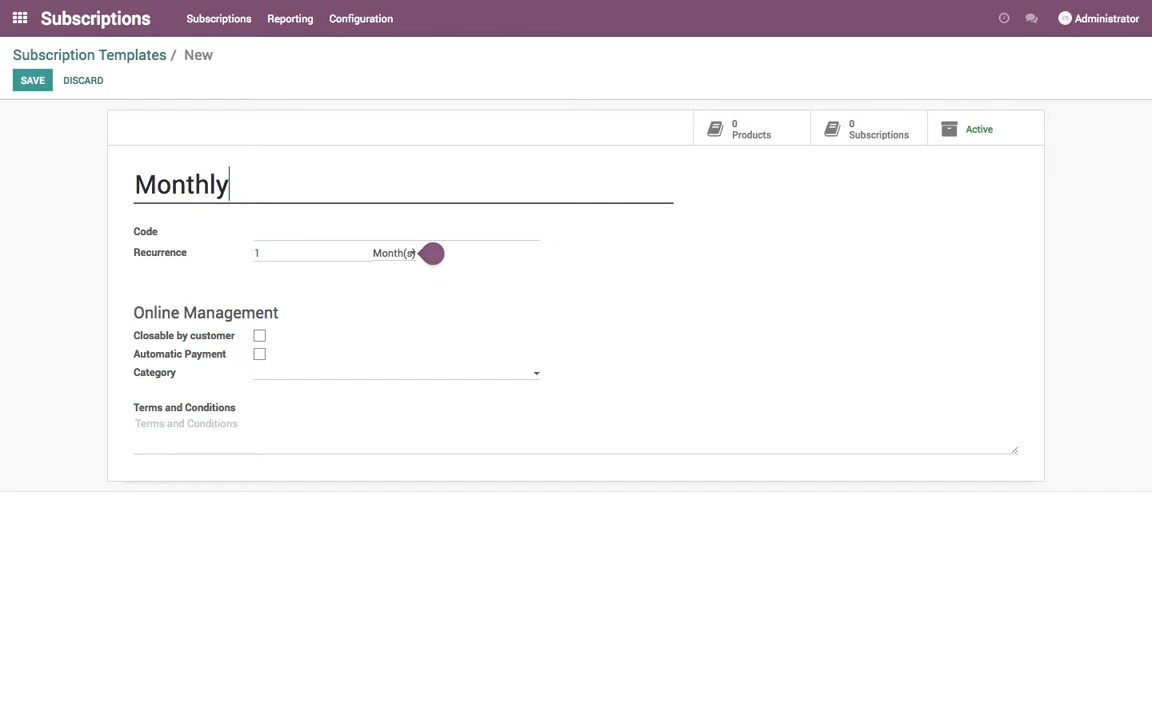 Subscriptions Subscriptions Reporting Configuration Administrator
Subscription Templates / New
SAVE DISCARD
0 Products 0 Subscriptions Active
Monthly
Code
Recurrence 1 Month(s)
Online Management
Closable by customer
Automatic Payment
Category
Terms and Conditions
Terms and Conditions